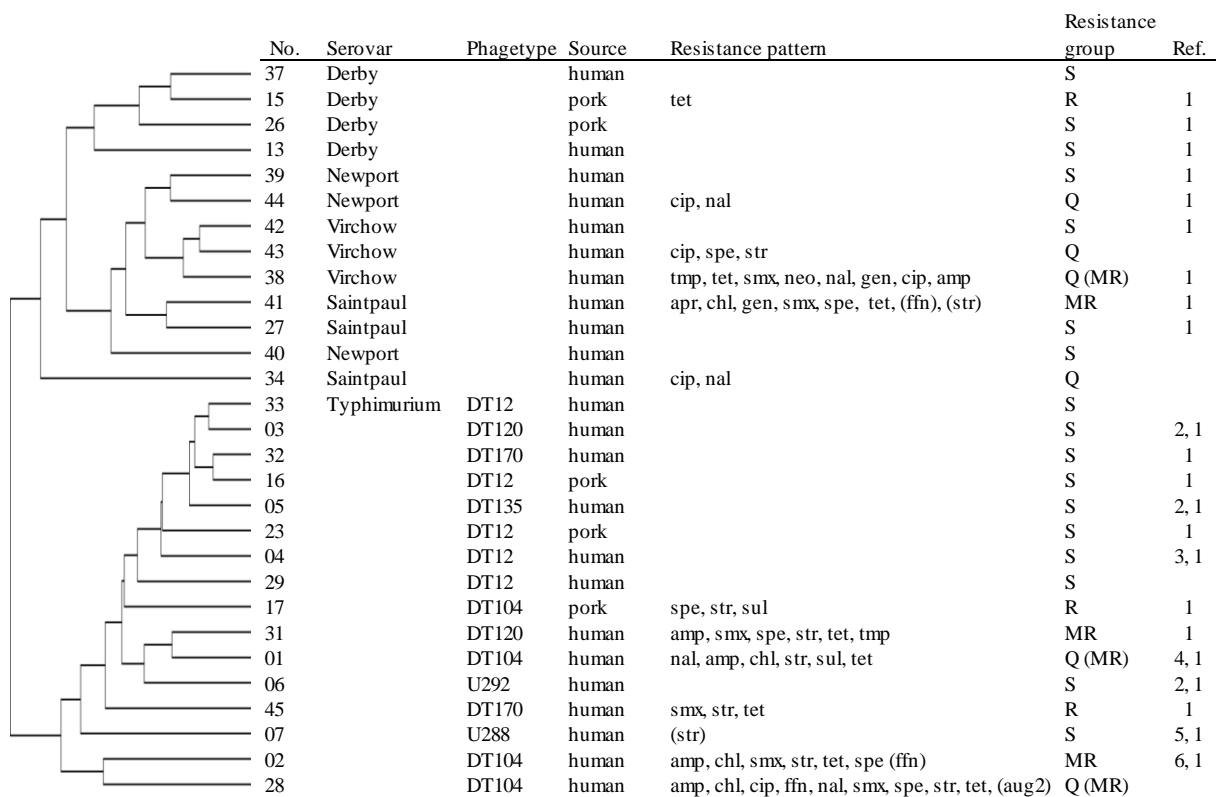 Resistance
No. Serovar Phagetype Source Resistance pattern group Ref.
37 Derby human S
15 Derby pork tet R 1
26 Derby pork S 1
13 Derby human S 1
39 Newport human S 1
44 Newport human cip, nal Q 1
42 Virchow human S 1
43 Virchow human cip, spe, str Q
38 Virchow human tmp, tet, smx, neo, nal, gen, cip, amp Q (MR) 1
41 Saintpaul human apr, chl, gen, smx, spe, tet, (ffn), (str) MR 1
27 Saintpaul human S 1
40 Newport human S
34 Saintpaul human cip, nal Q
33 Typhimurium DT12 human S
03 DT120 human S 2, 1
32 DT170 human S 1
16 DT12 pork S 1
05 DT135 human S 2, 1
23 DT12 pork S 1
04 DT12 human S 3, 1
29 DT12 human S
17 DT104 pork spe, str, sul R 1
31 DT120 human amp, smx, spe, str, tet, tmp MR 1
01 DT104 human nal, amp, chl, str, sul, tet Q (MR) 4, 1
06 U292 human S 2, 1
45 DT170 human smx, str, tet R 1
07 U288 human (str) S 5, 1
02 DT104 human amp, chl, smx, str, tet, spe (ffn) MR 6, 1
28 DT104 human amp, chl, cip, ffn, nal, smx, spe, str, tet, (aug2) Q (MR)